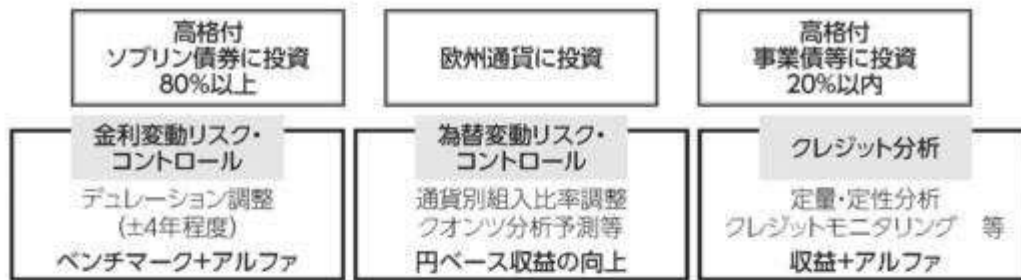 高格付
ソブリン債券に投資
80%以上
欧州通貨に投資
高格付
事業債等に投資
20%以内
金利変動リスク・
コントロール
デュレーション調整
(±4年程度)
ベンチマーク+アルファ
為替変動リスク・
コントロール
通貨別組入比率調整
クオンツ分析予測等
円ベース収益の向上
クレジット分析
定量・定性分析
クレジットモニタリング 等
収益+アルファ